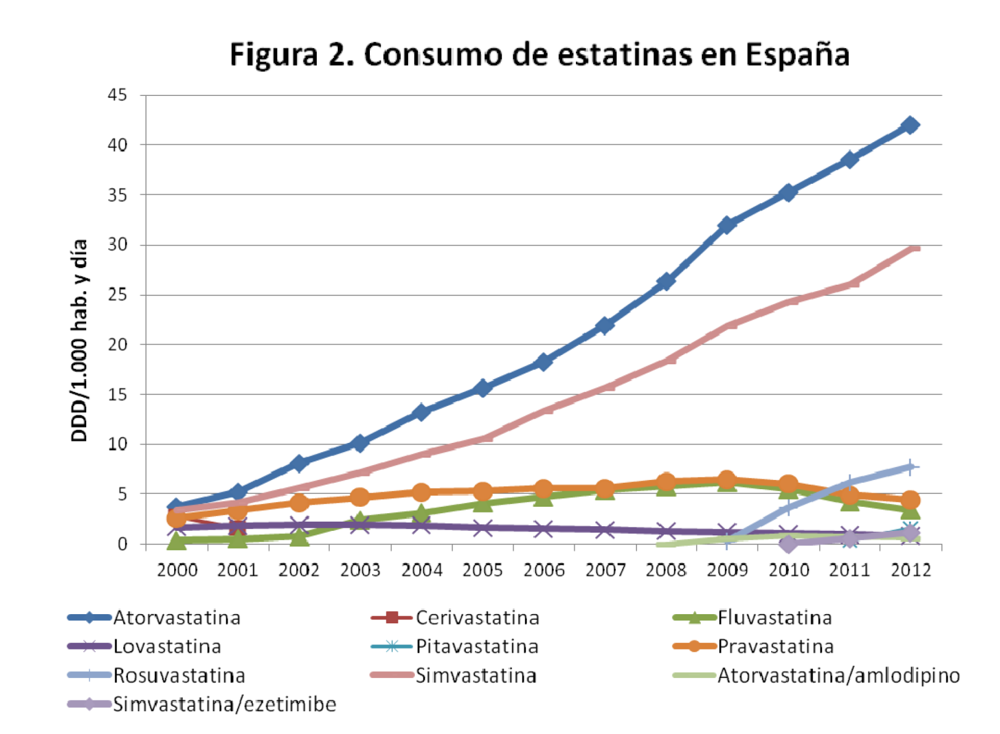 Figura 2. Consumo de estatinas en España
45
40
35
30
25
20
15
10
5
0
DDD/1.000 hab. y día
2000 2001 2002 2003 2004 2005 2006 2007 2008 2009 2010 2011 2012
Atorvastatina Cerivastatina Fluvastatina
Lovastatina Pitavastatina Pravastatina
Rosuvastatina Simvastatina Atorvastatina/amlodipino
Simvastatina/ezetimibe